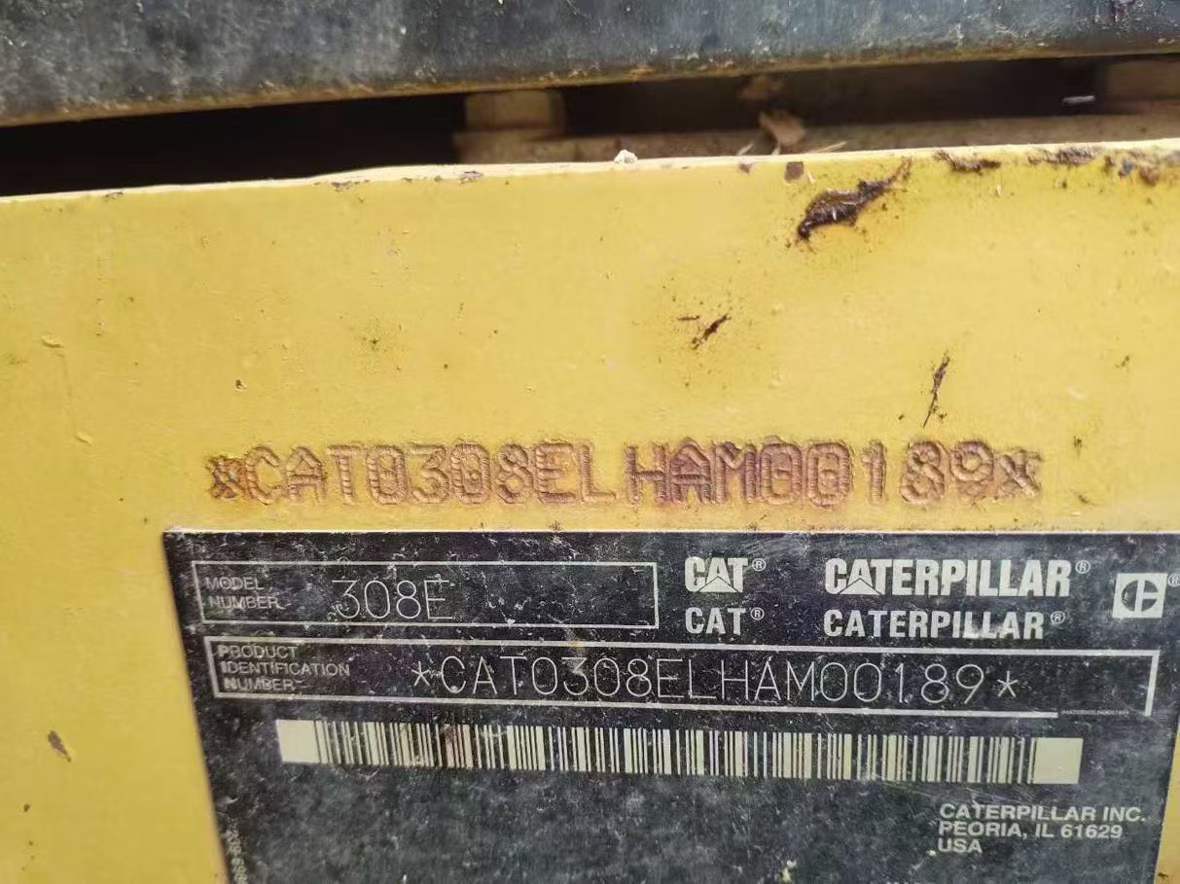 *CAT0308ELHAM00189*
MODEL NUMBER 308E
CAT® CATERPILLAR®
CAT® CATERPILLAR®
PRODUCT IDENTIFICATION NUMBER *CAT0308ELHAM00189*
CATERPILLAR INC.
PEORIA, IL 61629
USA